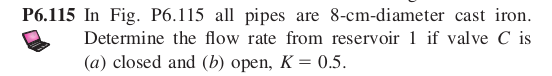 P6.115 In Fig. P6.115 all pipes are 8-cm-diameter cast iron.
Determine the flow rate from reservoir 1 if valve C is
(a) closed and (b) open, K = 0.5.